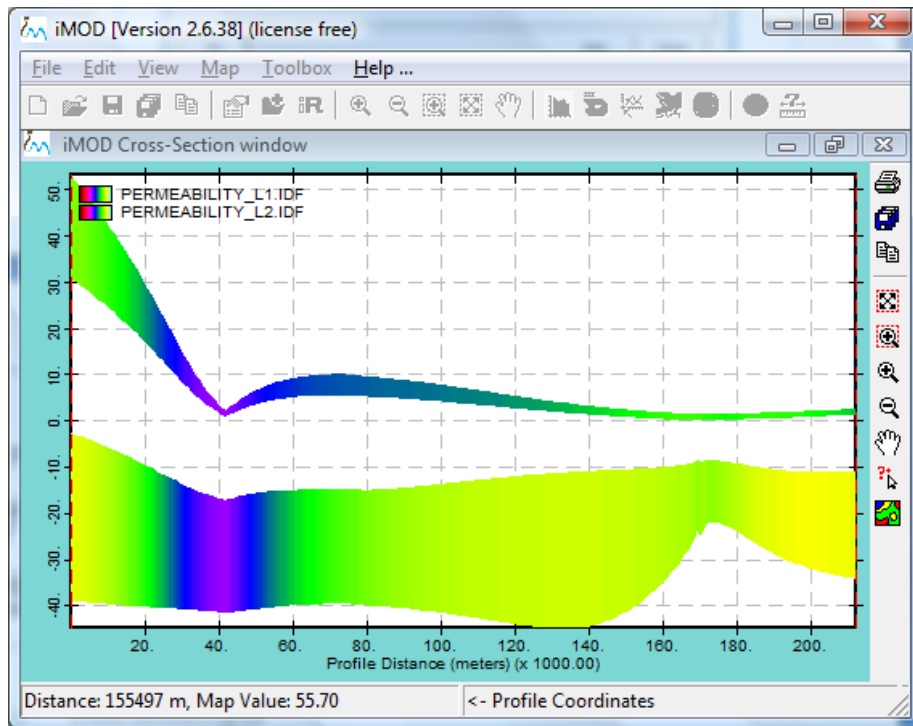 iMOD [Version 2.6.38] (license free)
File Edit View Map Toolbox Help ...
iR
iMOD Cross-Section window
PERMEABILITY_L1.IDF
PERMEABILITY_L2.IDF
50.
40.
30.
20.
10.
0.
-10.
-20.
-30.
-40.
20. 40. 60. 80. 100. 120. 140. 160. 180. 200.
Profile Distance (meters) (x 1000.00)
Distance: 155497 m, Map Value: 55.70
<- Profile Coordinates